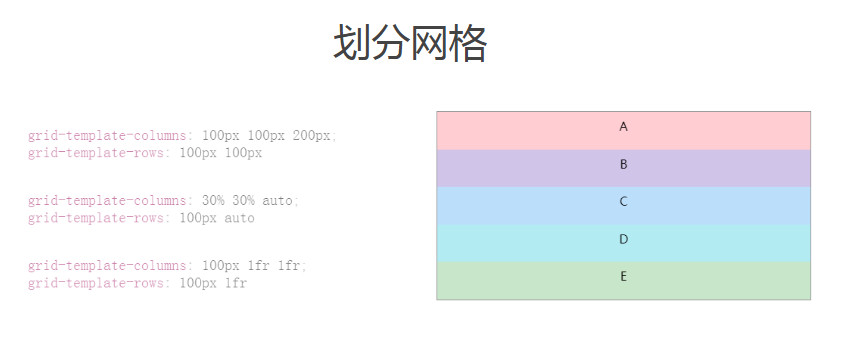 划分网格
grid-template-columns: 100px 100px 200px;
grid-template-rows: 100px 100px
grid-template-columns: 30% 30% auto;
grid-template-rows: 100px auto
grid-template-columns: 100px 1fr 1fr;
grid-template-rows: 100px 1fr
A
B
C
D
E